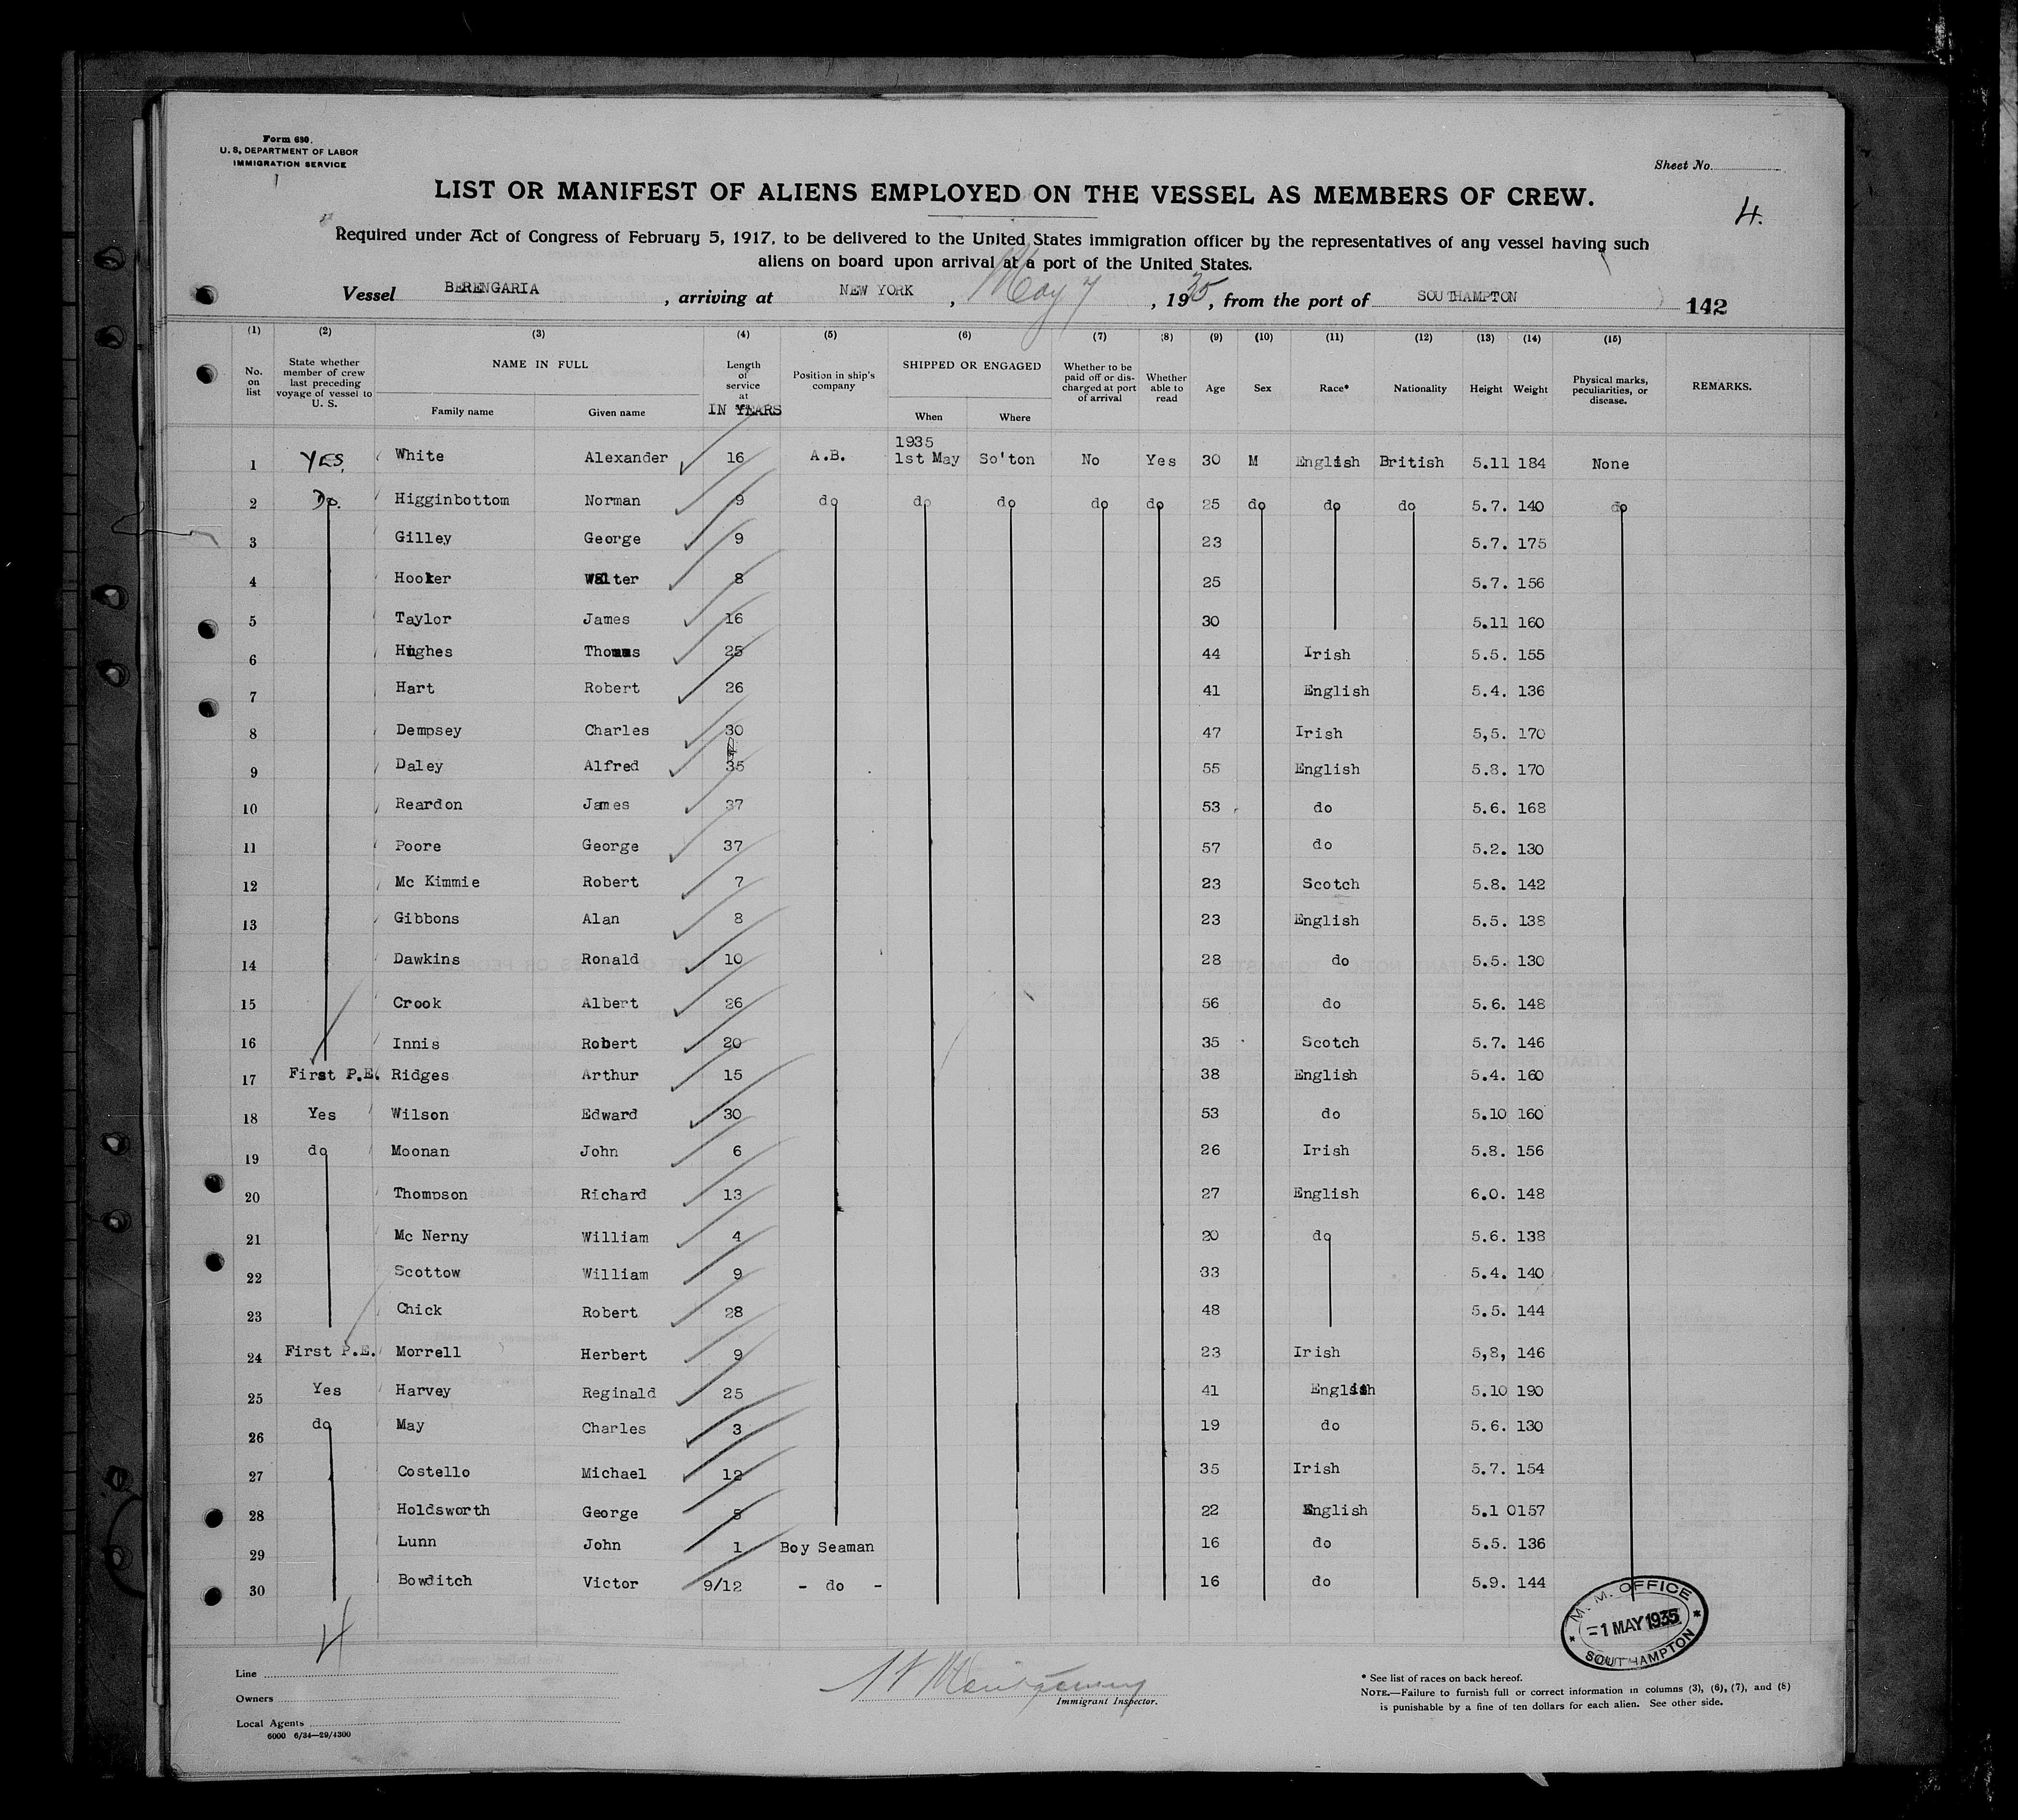 Form 630.
U. S. DEPARTMENT OF LABOR
IMMIGRATION SERVICE
Sheet No.
LIST OR MANIFEST OF ALIENS EMPLOYED ON THE VESSEL AS MEMBERS OF CREW.
4.
Required under Act of Congress of February 5, 1917, to be delivered to the United States immigration officer by the representatives of any vessel having such
aliens on board upon arrival at a port of the United States.
Vessel BERENGARIA , arriving at NEW YORK , May 7 , 1935, from the port of SOUTHAMPTON 142
(1) (2) (3) (4) (5) (6) (7) (8) (9) (10) (11) (12) (13) (14) (15)
No. on list State whether member of crew last preceding voyage of vessel to U. S. NAME IN FULL Family name Given name Length of service at IN YEARS Position in ship's company SHIPPED OR ENGAGED When Where Whether to be paid off or discharged at port of arrival Whether able to read Age Sex Race* Nationality Height Weight Physical marks, peculiarities, or disease. REMARKS.
1935
1 YES, White Alexander 16 A.B. 1st May So'ton No Yes 30 M English British 5.11 184 None
2 Do. Higginbottom Norman 9 do do do do do 25 do do do 5.7. 140 do
3 Gilley George 9 23 5.7. 175
4 Hooker Walter 8 25 5.7. 156
5 Taylor James 16 30 5.11 160
6 Hughes Thomas 25 44 Irish 5.5. 155
7 Hart Robert 26 41 English 5.4. 136
8 Dempsey Charles 30 47 Irish 5,5. 170
9 Daley Alfred 35 55 English 5.8. 170
10 Reardon James 37 53 do 5.6. 168
11 Poore George 37 57 do 5.2. 130
12 Mc Kimmie Robert 7 23 Scotch 5.8. 142
13 Gibbons Alan 8 23 English 5.5. 138
14 Dawkins Ronald 10 28 do 5.5. 130
15 Crook Albert 26 56 do 5.6. 148
16 Innis Robert 20 35 Scotch 5.7. 146
17 First P.E. Ridges Arthur 15 38 English 5.4. 160
18 Yes Wilson Edward 30 53 do 5.10 160
19 do Moonan John 6 26 Irish 5.8. 156
20 Thompson Richard 13 27 English 6.0. 148
21 Mc Nerny William 4 20 do 5.6. 138
22 Scottow William 9 33 5.4. 140
23 Chick Robert 28 48 5.5. 144
24 First P.E. Morrell Herbert 9 23 Irish 5,8, 146
25 Yes Harvey Reginald 25 41 English 5.10 190
26 do May Charles 3 19 do 5.6. 130
27 Costello Michael 12 35 Irish 5.7. 154
28 Holdsworth George 5 22 English 5.1 0157
29 Lunn John 1 Boy Seaman 16 do 5.5. 136
30 Bowditch Victor 9/12 - do - 16 do 5.9. 144
M. M. OFFICE
1 MAY 1935
SOUTHAMPTON
Line
Owners
Local Agents
6000 6/34—29/4300
Montgomery
Immigrant Inspector.
* See list of races on back hereof.
NOTE.—Failure to furnish full or correct information in columns (3), (6), (7), and (8)
is punishable by a fine of ten dollars for each alien. See other side.